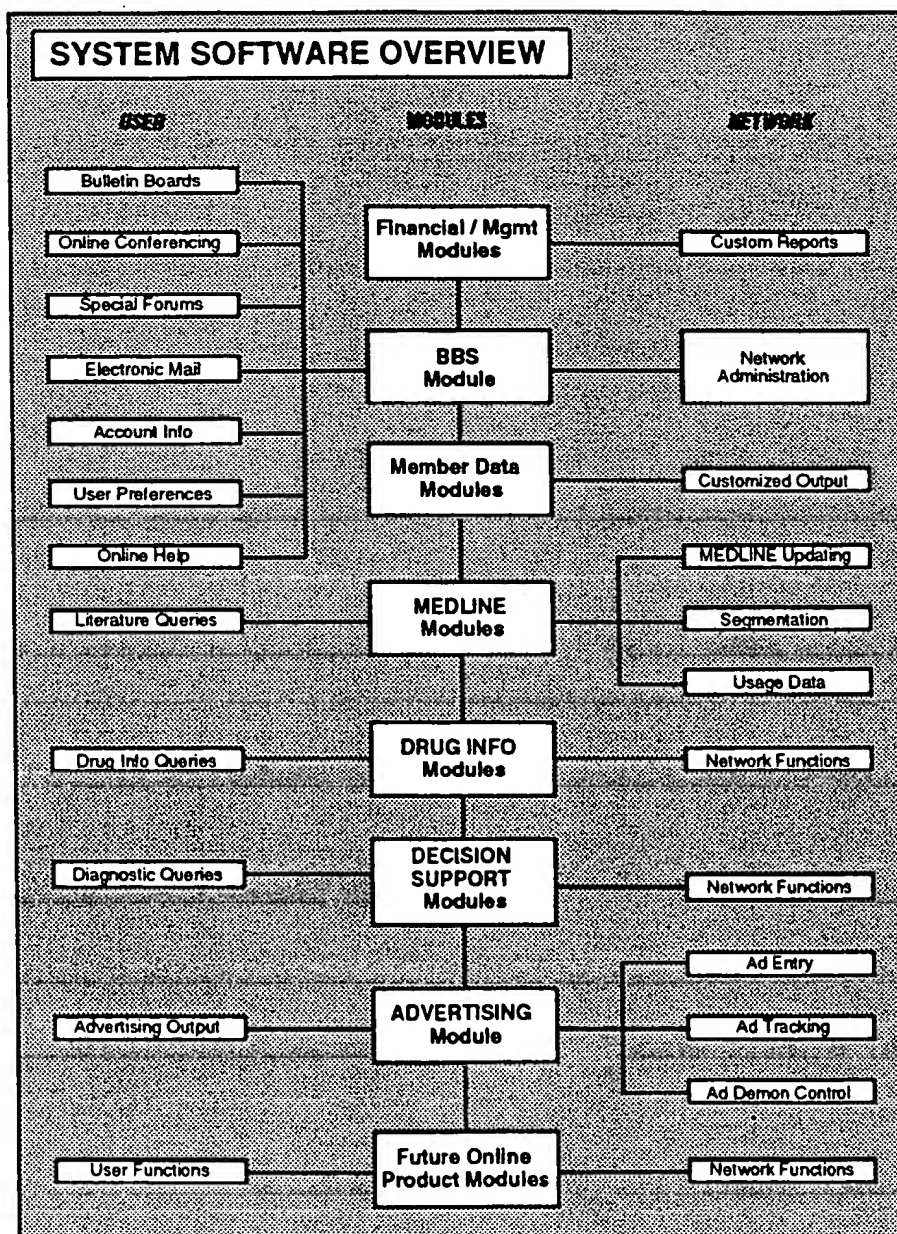 SYSTEM SOFTWARE OVERVIEW
USER
MODULES
NETWORK
Bulletin Boards
Online Conferencing
Special Forums
Electronic Mail
Account Info
User Preferences
Online Help
Literature Queries
Drug Info Queries
Diagnostic Queries
Advertising Output
User Functions
Financial / Mgmt
Modules
BBS
Module
Member Data
Modules
MEDLINE
Modules
DRUG INFO
Modules
DECISION
SUPPORT
Modules
ADVERTISING
Module
Future Online
Product Modules
Custom Reports
Network
Administration
Customized Output
MEDLINE Updating
Segmentation
Usage Data
Network Functions
Network Functions
Ad Entry
Ad Tracking
Ad Demon Control
Network Functions